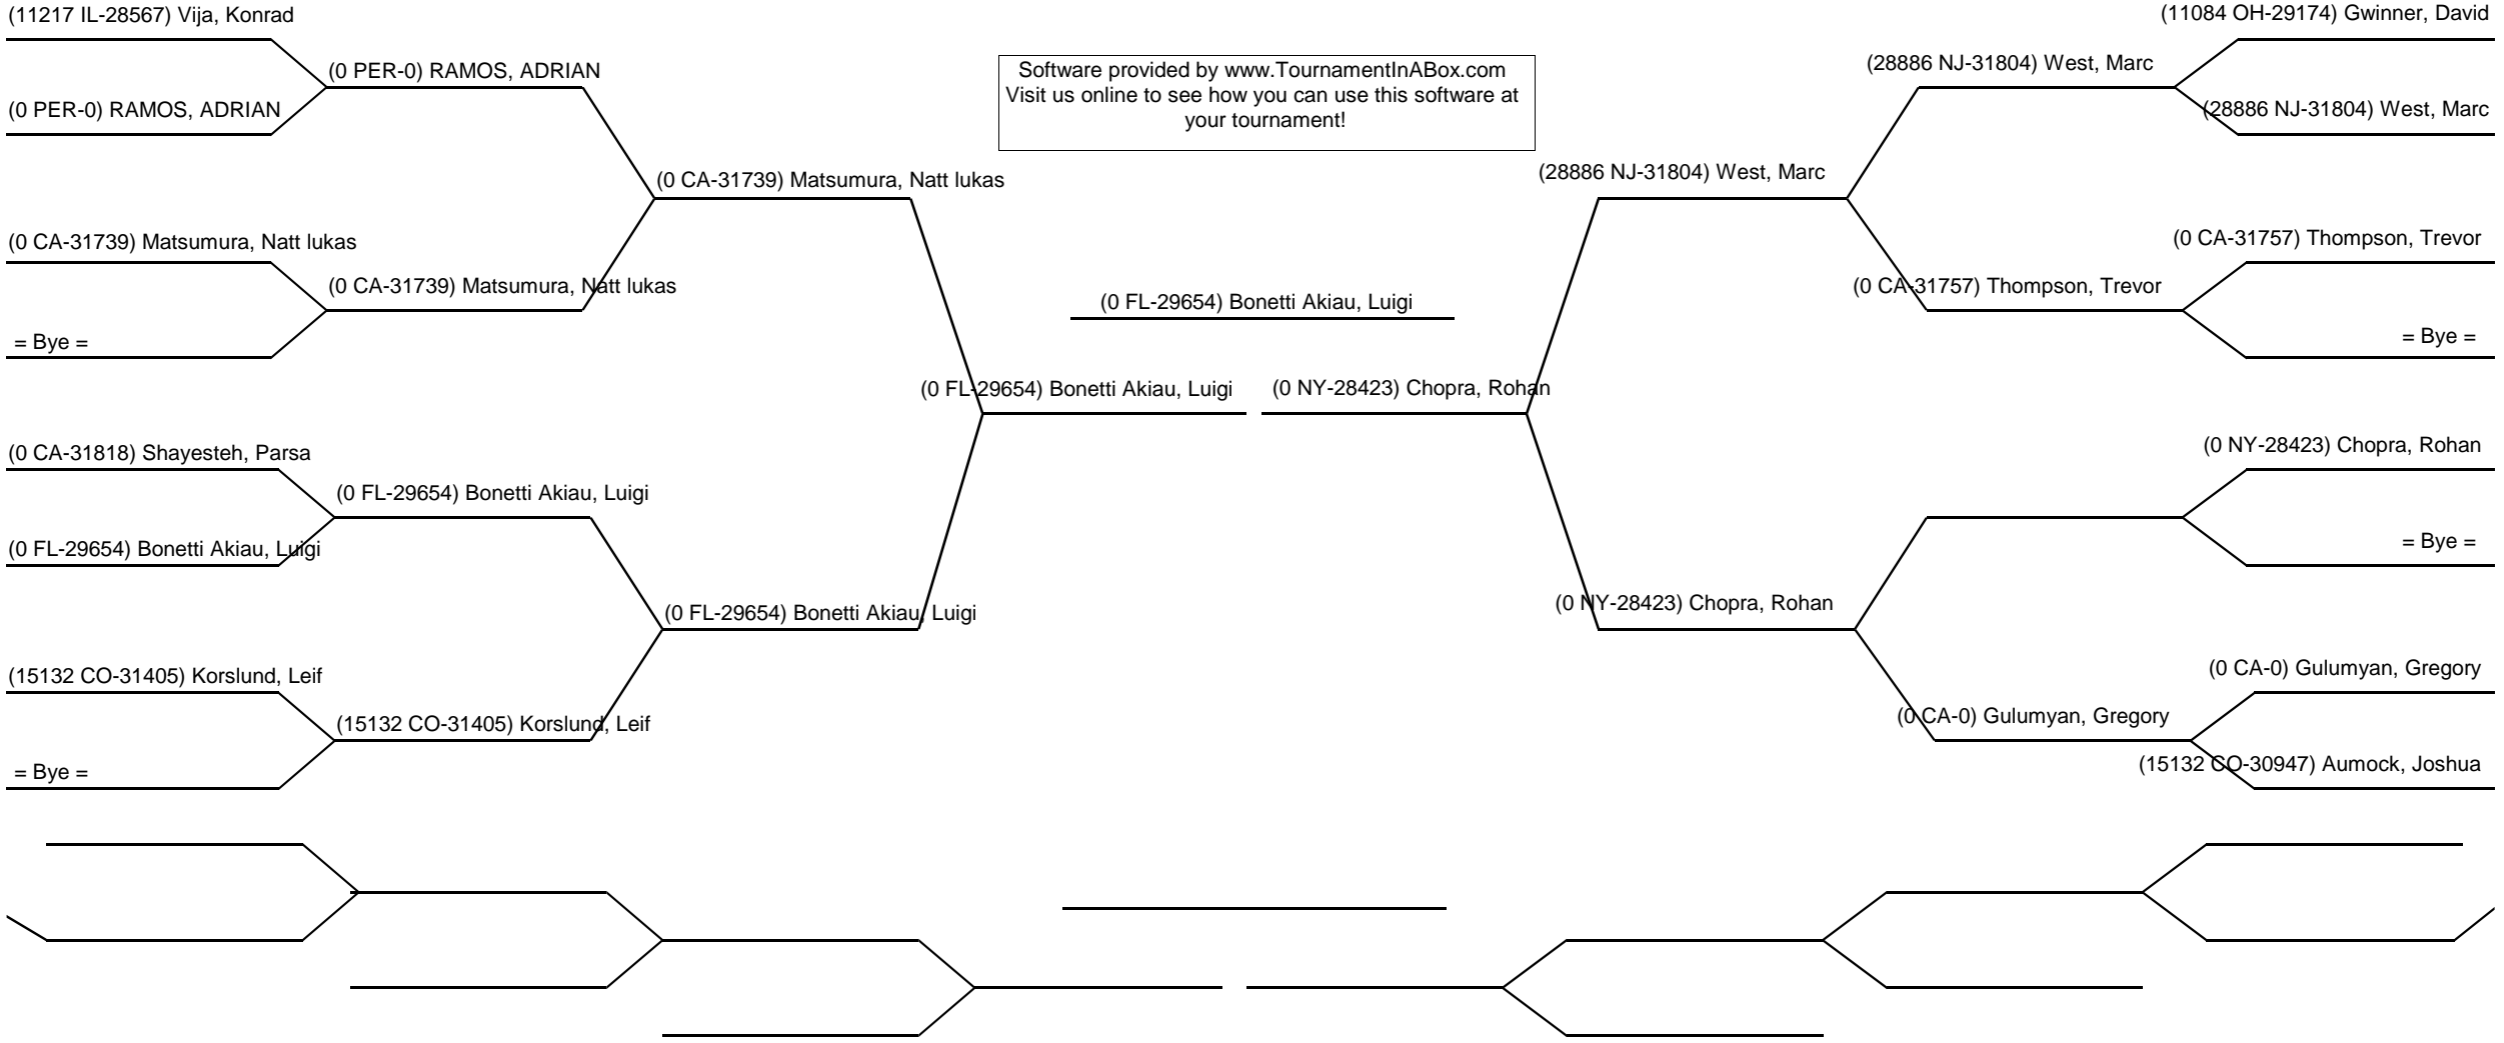 (11217 IL-28567) Vija, Konrad
(0 PER-0) RAMOS, ADRIAN
(0 PER-0) RAMOS, ADRIAN
(0 CA-31739) Matsumura, Natt lukas
(0 CA-31739) Matsumura, Natt lukas
(0 CA-31739) Matsumura, Natt lukas
= Bye =
(0 CA-31818) Shayesteh, Parsa
(0 FL-29654) Bonetti Akiau, Luigi
(0 FL-29654) Bonetti Akiau, Luigi
(0 FL-29654) Bonetti Akiau, Luigi
(15132 CO-31405) Korslund, Leif
(15132 CO-31405) Korslund, Leif
= Bye =
Software provided by www.TournamentInABox.com
Visit us online to see how you can use this software at
your tournament!
(0 FL-29654) Bonetti Akiau, Luigi
(0 FL-29654) Bonetti Akiau, Luigi
(0 NY-28423) Chopra, Rohan
(11084 OH-29174) Gwinner, David
(28886 NJ-31804) West, Marc
(28886 NJ-31804) West, Marc
(28886 NJ-31804) West, Marc
(0 CA-31757) Thompson, Trevor
(0 CA-31757) Thompson, Trevor
= Bye =
(0 NY-28423) Chopra, Rohan
= Bye =
(0 NY-28423) Chopra, Rohan
(0 CA-0) Gulumyan, Gregory
(0 CA-0) Gulumyan, Gregory
(15132 CO-30947) Aumock, Joshua